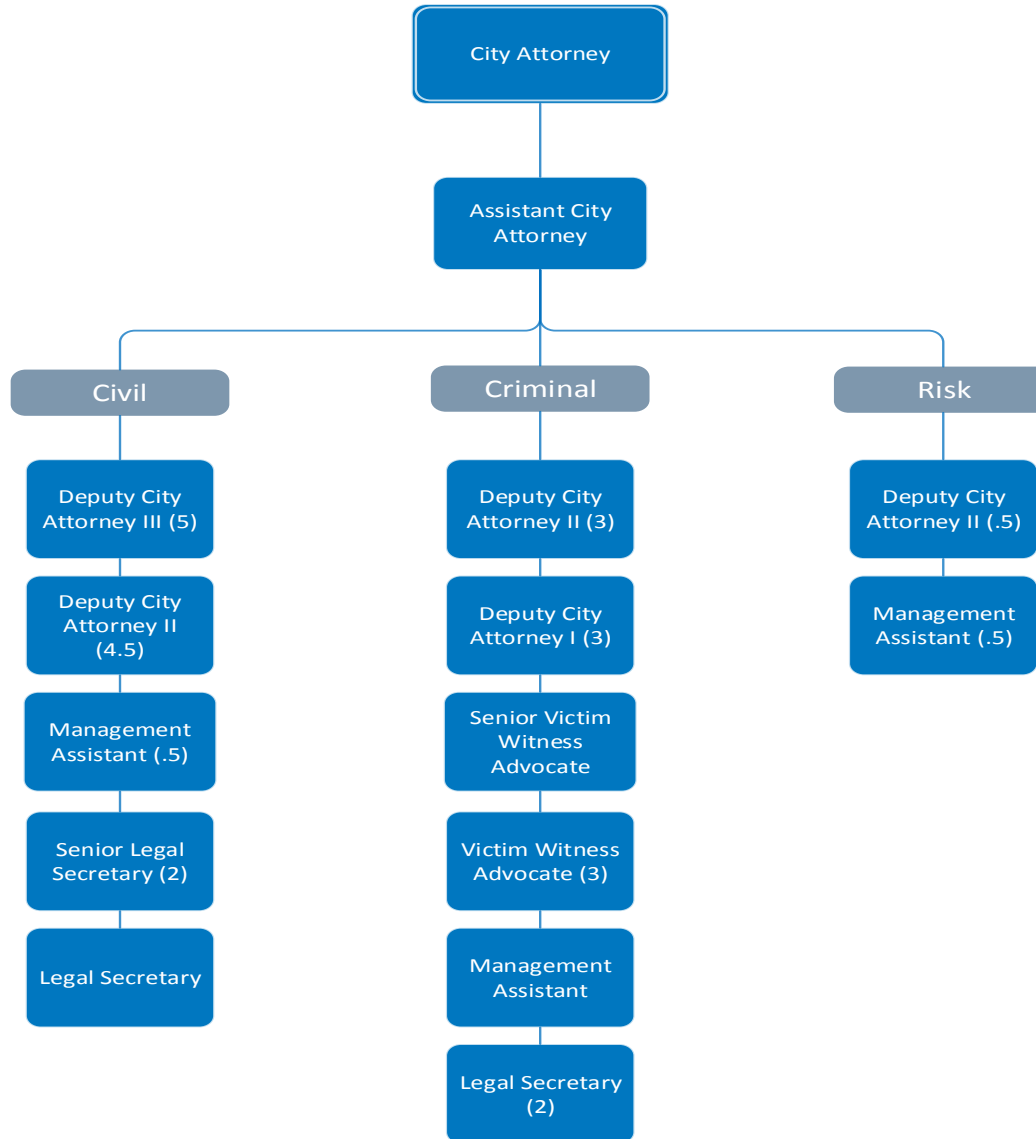 City Attorney
Assistant City
Attorney
Civil
Criminal
Risk
Deputy City
Attorney III (5)
Deputy City
Attorney II
(4.5)
Management
Assistant (.5)
Senior Legal
Secretary (2)
Legal Secretary
Deputy City
Attorney II (3)
Deputy City
Attorney I (3)
Senior Victim
Witness
Advocate
Victim Witness
Advocate (3)
Management
Assistant
Legal Secretary
(2)
Deputy City
Attorney II (.5)
Management
Assistant (.5)